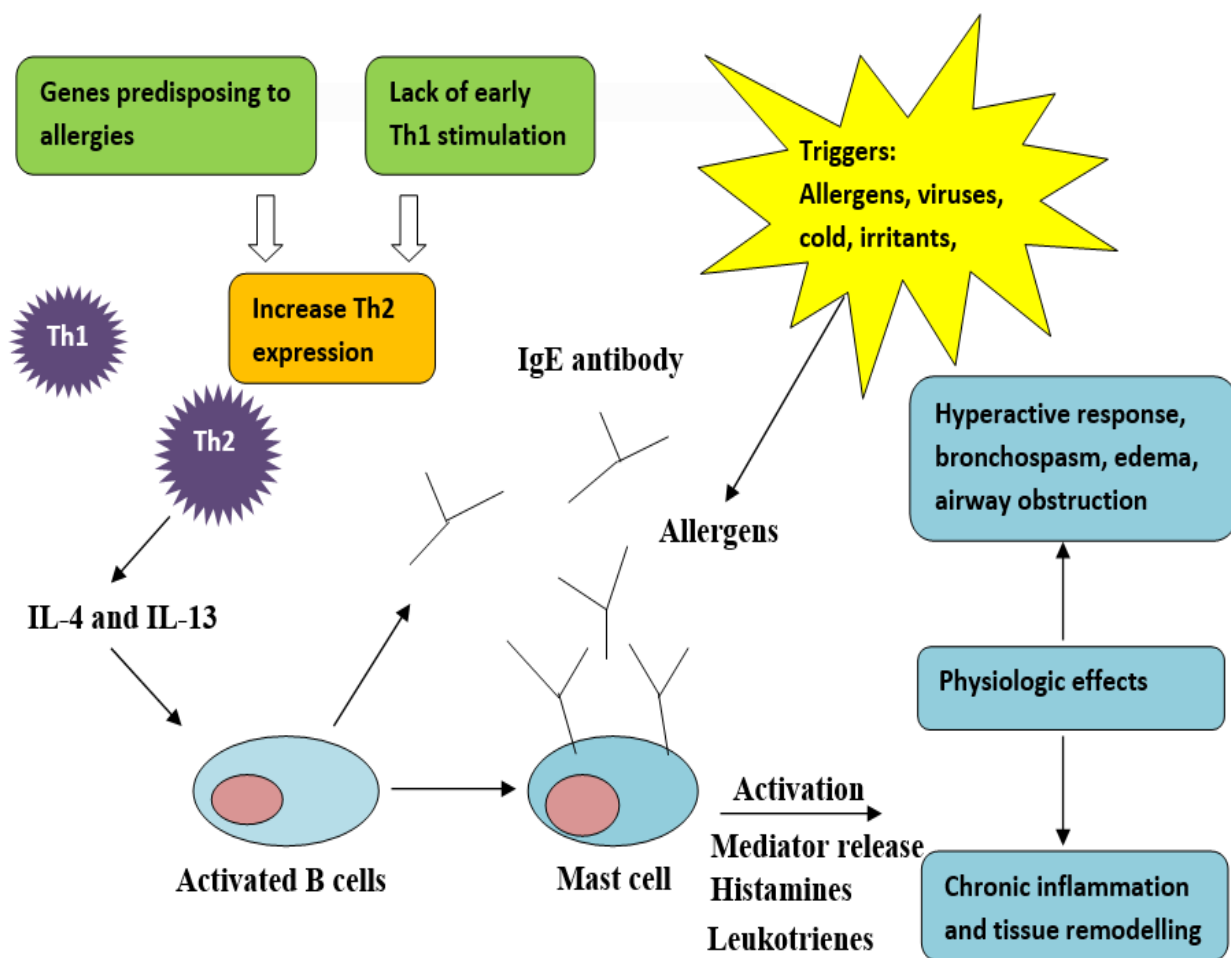 Genes predisposing to
allergies
Lack of early
Th1 stimulation
Triggers:
Allergens, viruses,
cold, irritants,
Th1
Increase Th2
expression
Th2
IgE antibody
Allergens
Hyperactive response,
bronchospasm, edema,
airway obstruction
IL-4 and IL-13
Physiologic effects
Activated B cells
Mast cell
Activation
Mediator release
Histamines
Leukotrienes
Chronic inflammation
and tissue remodelling